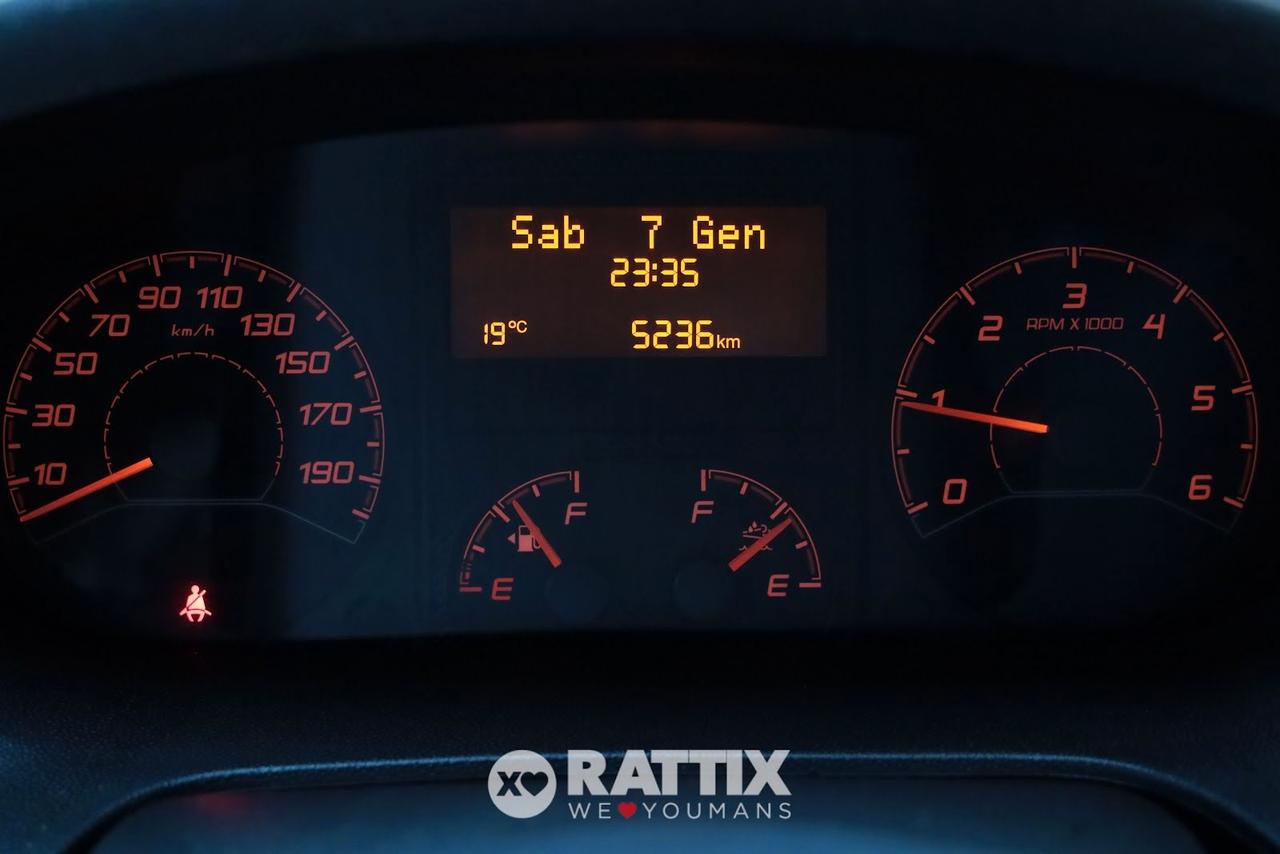 Sab 7 Gen
23:35
19°C 5236km
10 30 50 70 90 110 130 150 170 190
km/h
0 1 2 3 4 5 6
RPM X 1000
E F
F E
XO RATTIX
WE YOUMANS